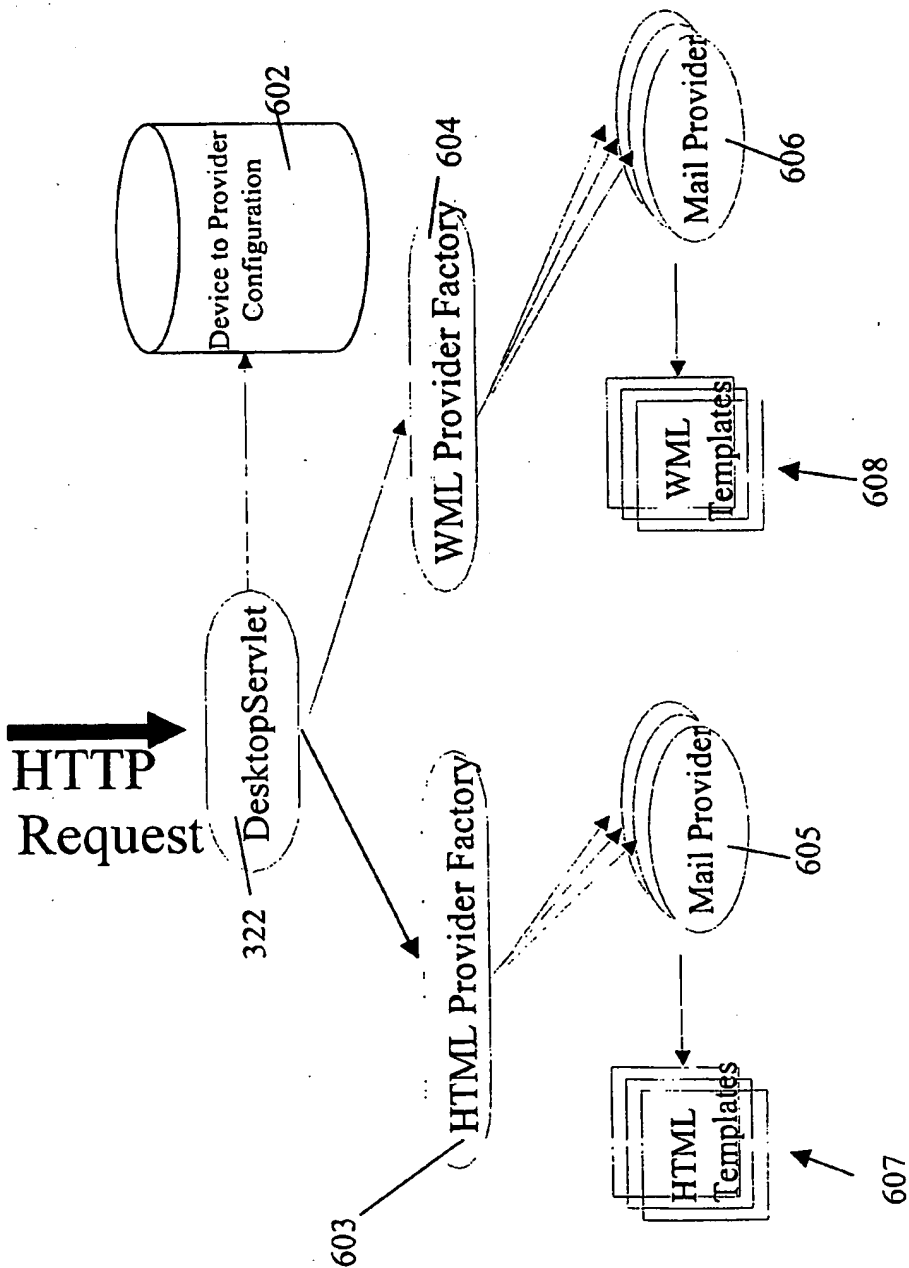 HTTP
Request
DesktopServlet
322
Device to Provider
Configuration
602
HTML Provider Factory
603
WML Provider Factory
604
Mail Provider
605
Mail Provider
606
HTML
Templates
607
WML
Templates
608